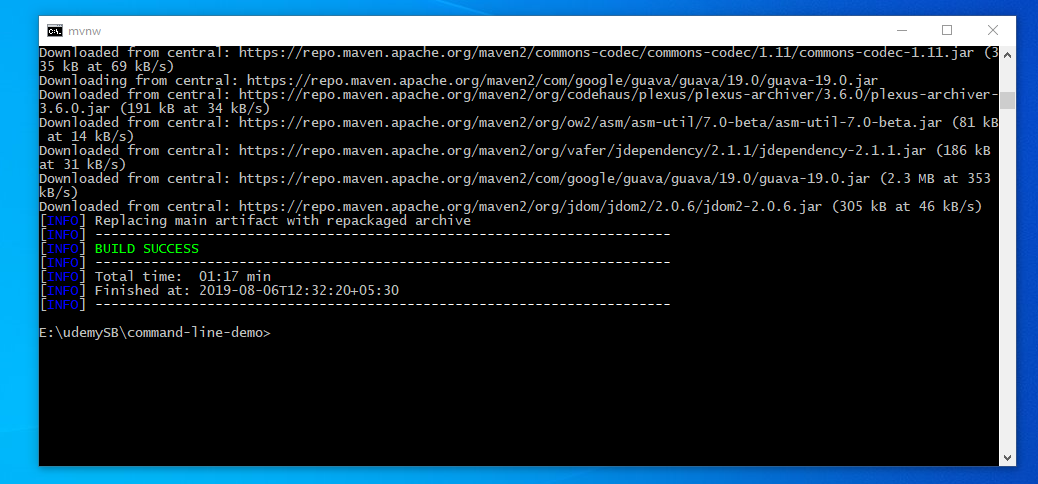 mvnw
Downloaded from central: https://repo.maven.apache.org/maven2/commons-codec/commons-codec/1.11/commons-codec-1.11.jar (3
35 kB at 69 kB/s)
Downloading from central: https://repo.maven.apache.org/maven2/com/google/guava/guava/19.0/guava-19.0.jar
Downloaded from central: https://repo.maven.apache.org/maven2/org/codehaus/plexus/plexus-archiver/3.6.0/plexus-archiver-
3.6.0.jar (191 kB at 34 kB/s)
Downloaded from central: https://repo.maven.apache.org/maven2/org/ow2/asm/asm-util/7.0-beta/asm-util-7.0-beta.jar (81 kB
 at 14 kB/s)
Downloaded from central: https://repo.maven.apache.org/maven2/org/vafer/jdependency/2.1.1/jdependency-2.1.1.jar (186 kB
at 31 kB/s)
Downloaded from central: https://repo.maven.apache.org/maven2/com/google/guava/guava/19.0/guava-19.0.jar (2.3 MB at 353
kB/s)
Downloaded from central: https://repo.maven.apache.org/maven2/org/jdom/jdom2/2.0.6/jdom2-2.0.6.jar (305 kB at 46 kB/s)
[INFO] Replacing main artifact with repackaged archive
[INFO] ------------------------------------------------------------------------
[INFO] BUILD SUCCESS
[INFO] ------------------------------------------------------------------------
[INFO] Total time:  01:17 min
[INFO] Finished at: 2019-08-06T12:32:20+05:30
[INFO] ------------------------------------------------------------------------
E:\udemySB\command-line-demo>